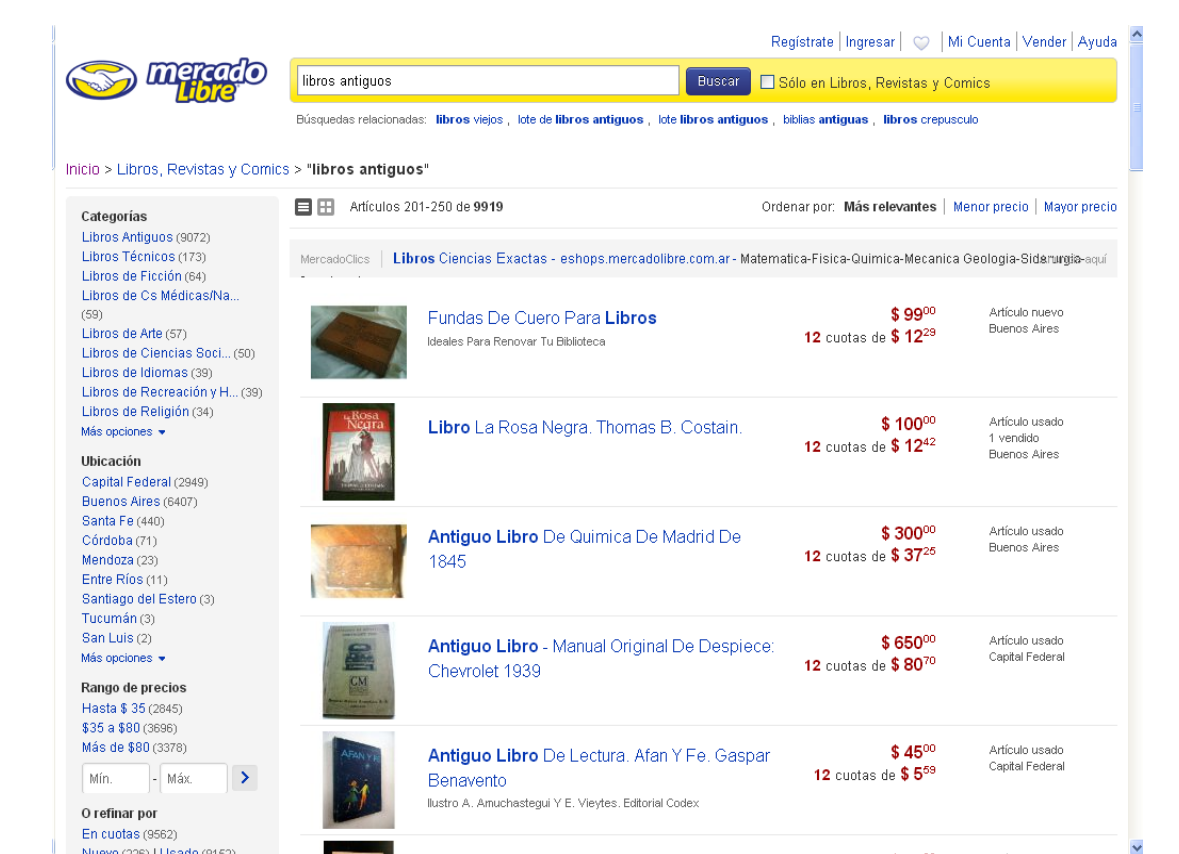 Regístrate | Ingresar | Mi Cuenta | Vender | Ayuda
mercado
Libre
libros antiguos
Buscar
Sólo en Libros, Revistas y Comics
Búsquedas relacionadas: libros viejos , lote de libros antiguos , lote libros antiguos , biblias antiguas , libros crepusculo
Inicio > Libros, Revistas y Comics > "libros antiguos"
Categorías
Libros Antiguos (9072)
Libros Técnicos (173)
Libros de Ficción (64)
Libros de Cs Médicas/Na...
(59)
Libros de Arte (57)
Libros de Ciencias Soci... (50)
Libros de Idiomas (39)
Libros de Recreación y H... (39)
Libros de Religión (34)
Más opciones
Ubicación
Capital Federal (2949)
Buenos Aires (6407)
Santa Fe (440)
Córdoba (71)
Mendoza (23)
Entre Ríos (11)
Santiago del Estero (3)
Tucumán (3)
San Luis (2)
Más opciones
Rango de precios
Hasta $ 35 (2845)
$35 a $80 (3696)
Más de $80 (3378)
Mín. - Máx.
O refinar por
En cuotas (9562)
Nuevo (226) | Usado (9152)
Artículos 201-250 de 9919
Ordenar por: Más relevantes | Menor precio | Mayor precio
MercadoClics | Libros Ciencias Exactas - eshops.mercadolibre.com.ar - Matematica-Fisica-Quimica-Mecanica Geologia-Siderurgia- aquí
Fundas De Cuero Para Libros
Ideales Para Renovar Tu Biblioteca
$ 9900
12 cuotas de $ 1229
Artículo nuevo
Buenos Aires
La Rosa
Negra
Libro La Rosa Negra. Thomas B. Costain.
$ 10000
12 cuotas de $ 1242
Artículo usado
1 vendido
Buenos Aires
Antiguo Libro De Quimica De Madrid De
1845
$ 30000
12 cuotas de $ 3725
Artículo usado
Buenos Aires
GM
Antiguo Libro - Manual Original De Despiece:
Chevrolet 1939
$ 65000
12 cuotas de $ 8070
Artículo usado
Capital Federal
AFAN Y FE
Antiguo Libro De Lectura. Afan Y Fe. Gaspar
Benavento
Ilustro A. Amuchastegui Y E. Vieytes. Editorial Codex
$ 4500
12 cuotas de $ 559
Artículo usado
Capital Federal